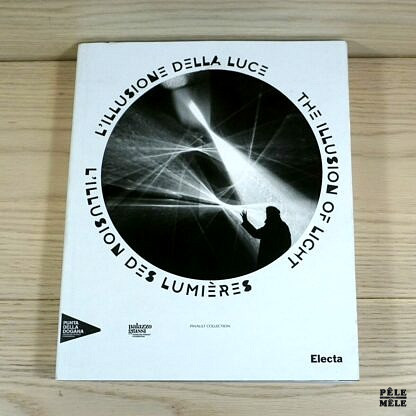 L'ILLUSIONE DELLA LUCE
THE ILLUSION OF LIGHT
L'ILLUSION DES LUMIÈRES
PUNTA
DELLA
DOGANA
palazzo
grassi
PINAULT COLLECTION
Electa
PÊLE
MÊLE